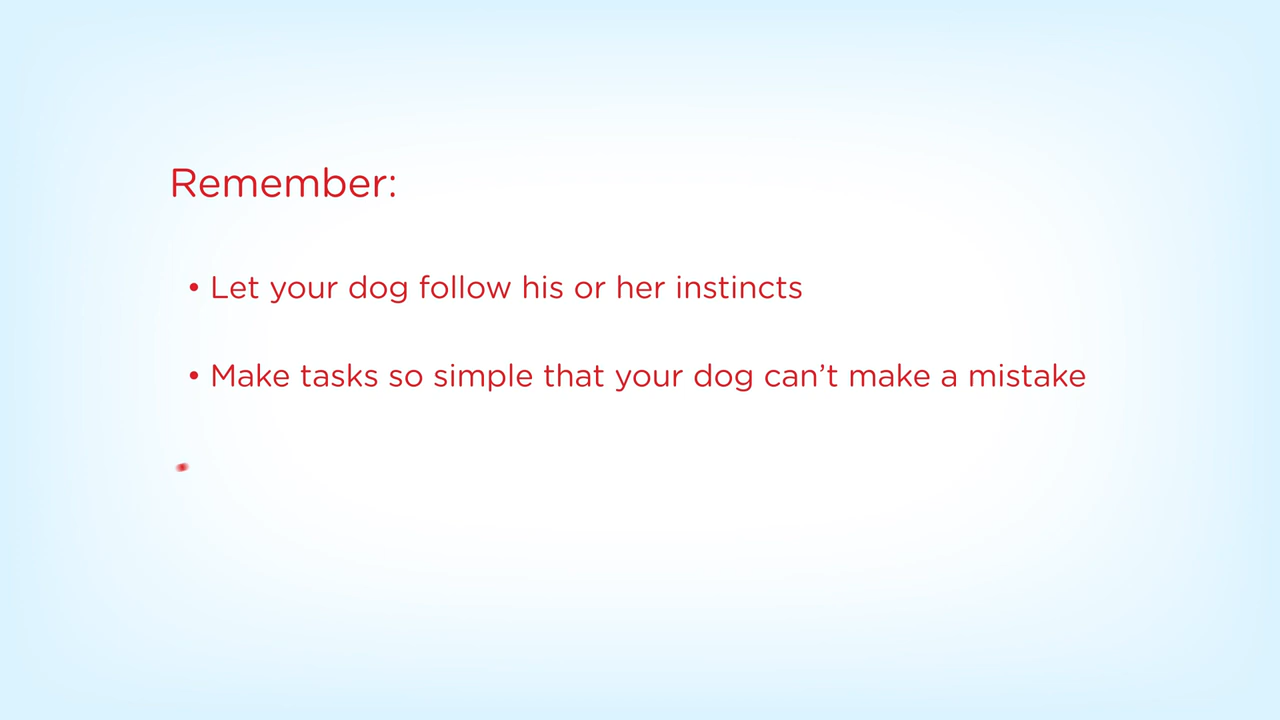 Remember:
• Let your dog follow his or her instincts
• Make tasks so simple that your dog can’t make a mistake